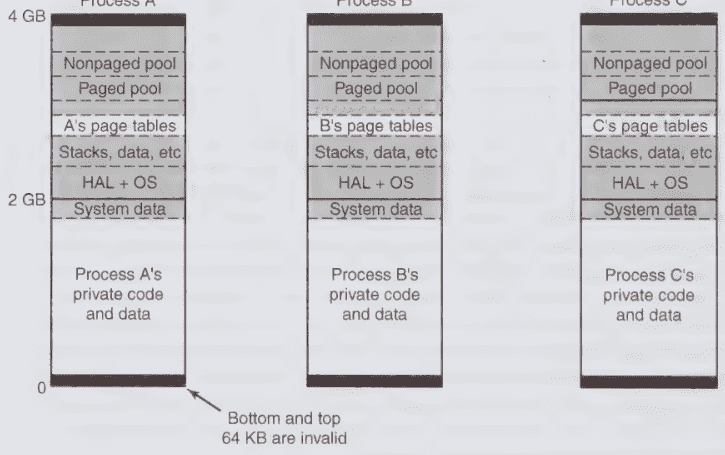 Process A
Process B
Process C
4 GB
Nonpaged pool
Paged pool
A's page tables
Stacks, data, etc
HAL + OS
2 GB
System data
Process A's
private code
and data
0
Nonpaged pool
Paged pool
B's page tables
Stacks, data, etc
HAL + OS
System data
Process B's
private code
and data
Nonpaged pool
Paged pool
C's page tables
Stacks, data, etc
HAL + OS
System data
Process C's
private code
and data
Bottom and top
64 KB are invalid